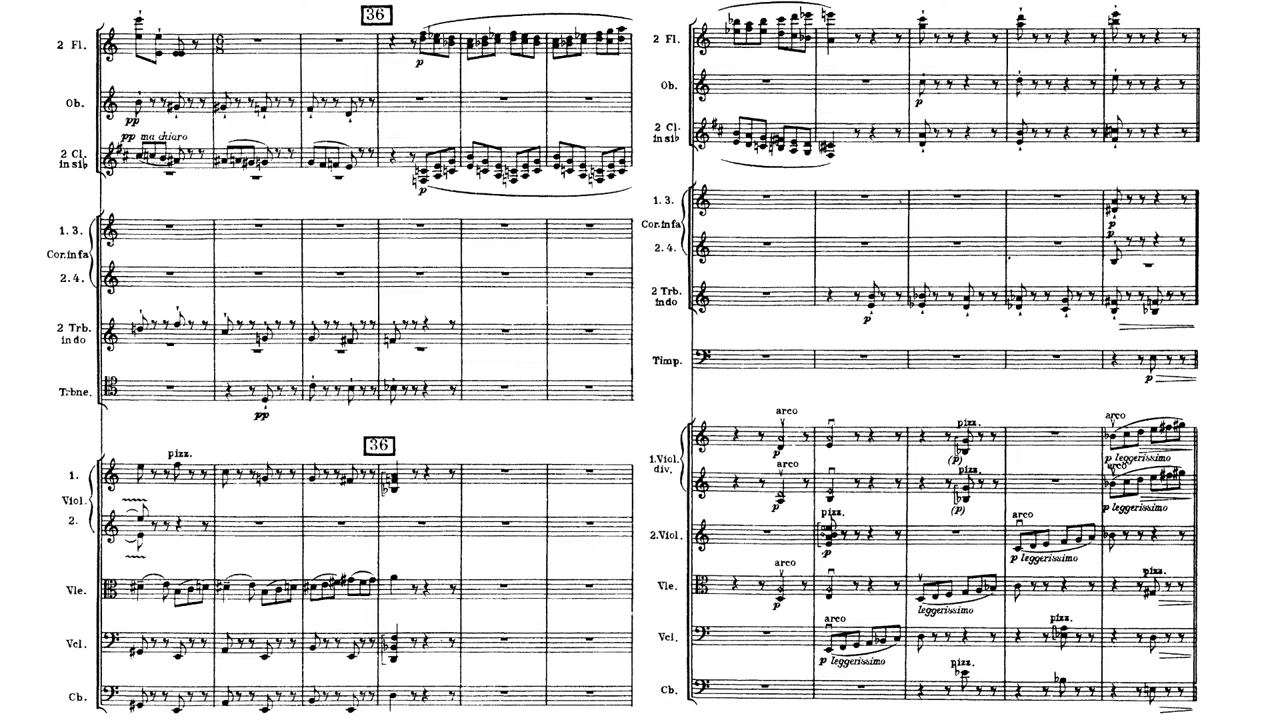 36
2 Fl.
6
8
p
Ob.
pp
pp ma chiaro
2 Cl.
in sib
p
1. 3.
Cor.in fa
2. 4.
2 Trb.
in do
Trbne.
pp
36
pizz.
1.
Viol.
2.
Vle.
Vcl.
Cb.
2 Fl.
Ob.
p
2 Cl.
in sib
1. 3.
p
Cor.in fa
p
2. 4.
2 Trb.
in do
p
Timp.
p
arco
pizz.
arco
p
(p)
p leggerissimo
1.Viol.
div.
arco
pizz.
arco
p
(p)
p leggerissimo
pizz.
arco
2.Viol.
p
p leggerissimo
arco
pizz.
Vle.
p
leggerissimo
arco
pizz.
Vcl.
p leggerissimo
pizz.
Cb.